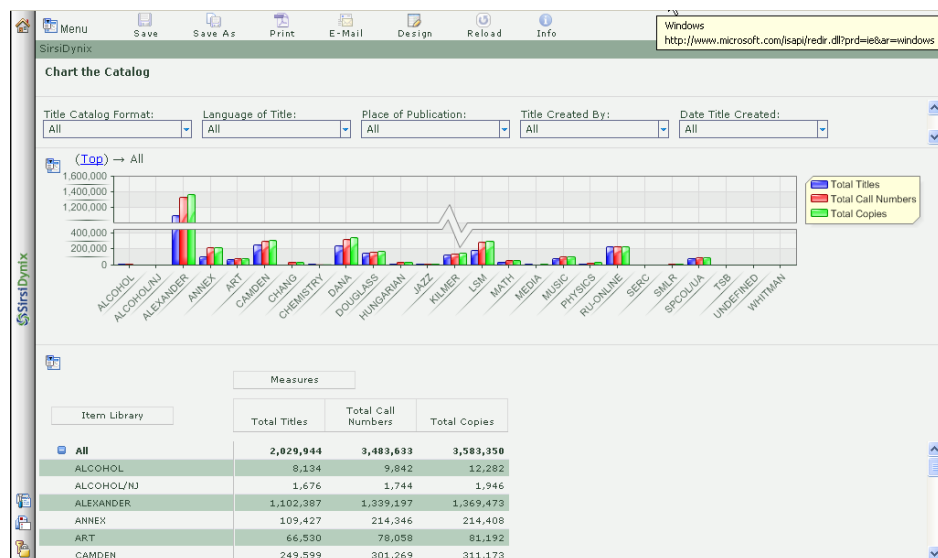 Menu
Save
Save As
Print
E-Mail
Design
Reload
Info
Windows
http://www.microsoft.com/isapi/redir.dll?prd=ie&ar=windows
SirsiDynix
Chart the Catalog
Title Catalog Format:
Language of Title:
Place of Publication:
Title Created By:
Date Title Created:
All
All
All
All
All
(Top) → All
1,600,000
1,400,000
1,200,000
400,000
200,000
0
Total Titles
Total Call Numbers
Total Copies
ALCOHOL
ALCOHOL/NJ
ALEXANDER
ANNEX
ART
CAMDEN
CHANG
CHEMISTRY
DANA
DOUGLASS
HUNGARIAN
JAZZ
KILMER
LSM
MATH
MEDIA
MUSIC
PHYSICS
RU-ONLINE
SERC
SMLR
SPCOL/UA
TSB
UNDEFINED
WHITMAN
SirsiDynix
Measures
Item Library
Total Titles
Total Call
Numbers
Total Copies
All 2,029,944 3,483,633 3,583,350
ALCOHOL 8,134 9,842 12,282
ALCOHOL/NJ 1,676 1,744 1,946
ALEXANDER 1,102,387 1,339,197 1,369,473
ANNEX 109,427 214,346 214,408
ART 66,530 78,058 81,192
CAMDEN 249,599 301,269 311,173